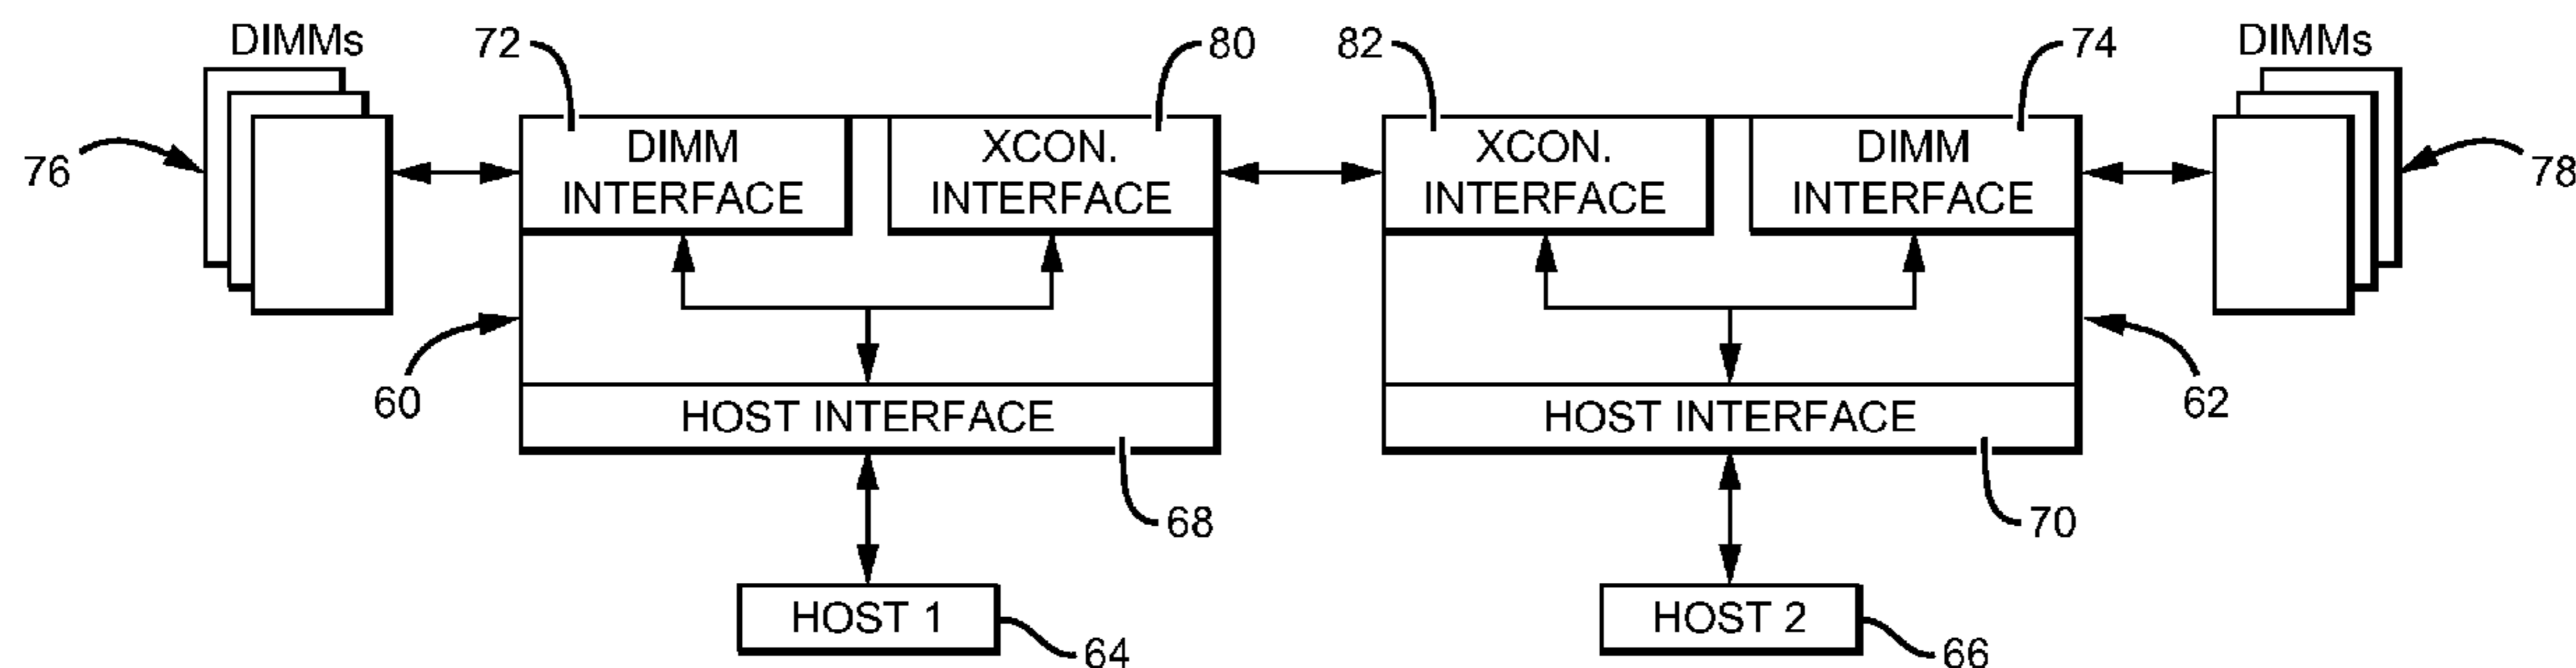 DIMMs
72
80
82
74
DIMMs
76
DIMM
INTERFACE
XCON.
INTERFACE
XCON.
INTERFACE
DIMM
INTERFACE
78
60
HOST INTERFACE
HOST INTERFACE
62
68
70
HOST 1
64
HOST 2
66